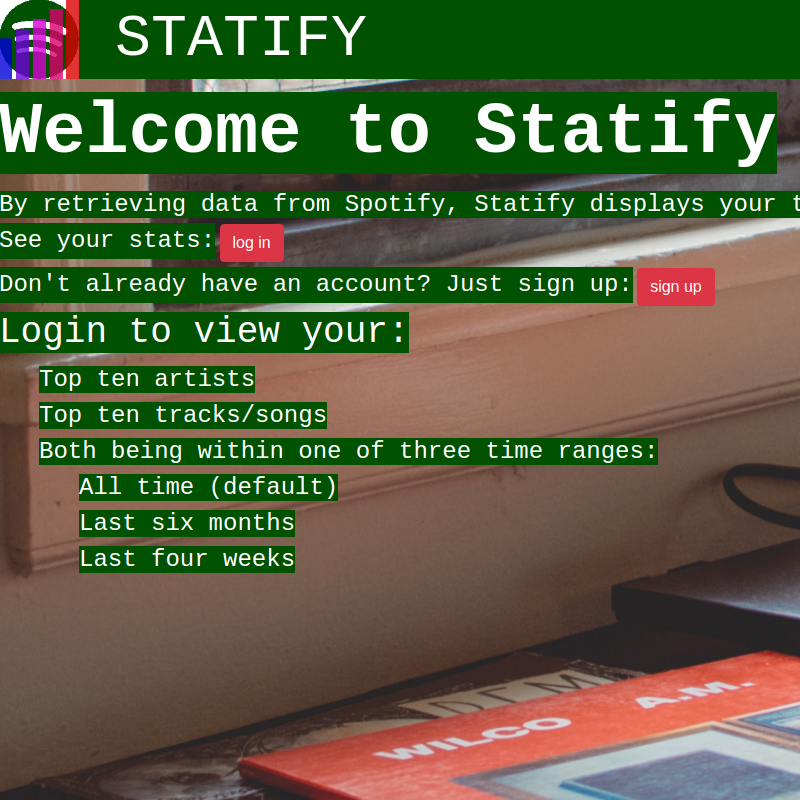 STATIFY
Welcome to Statify
By retrieving data from Spotify, Statify displays your
See your stats: log in
Don't already have an account? Just sign up: sign up
Login to view your:
Top ten artists
Top ten tracks/songs
Both being within one of three time ranges:
All time (default)
Last six months
Last four weeks
WILCO A.M.